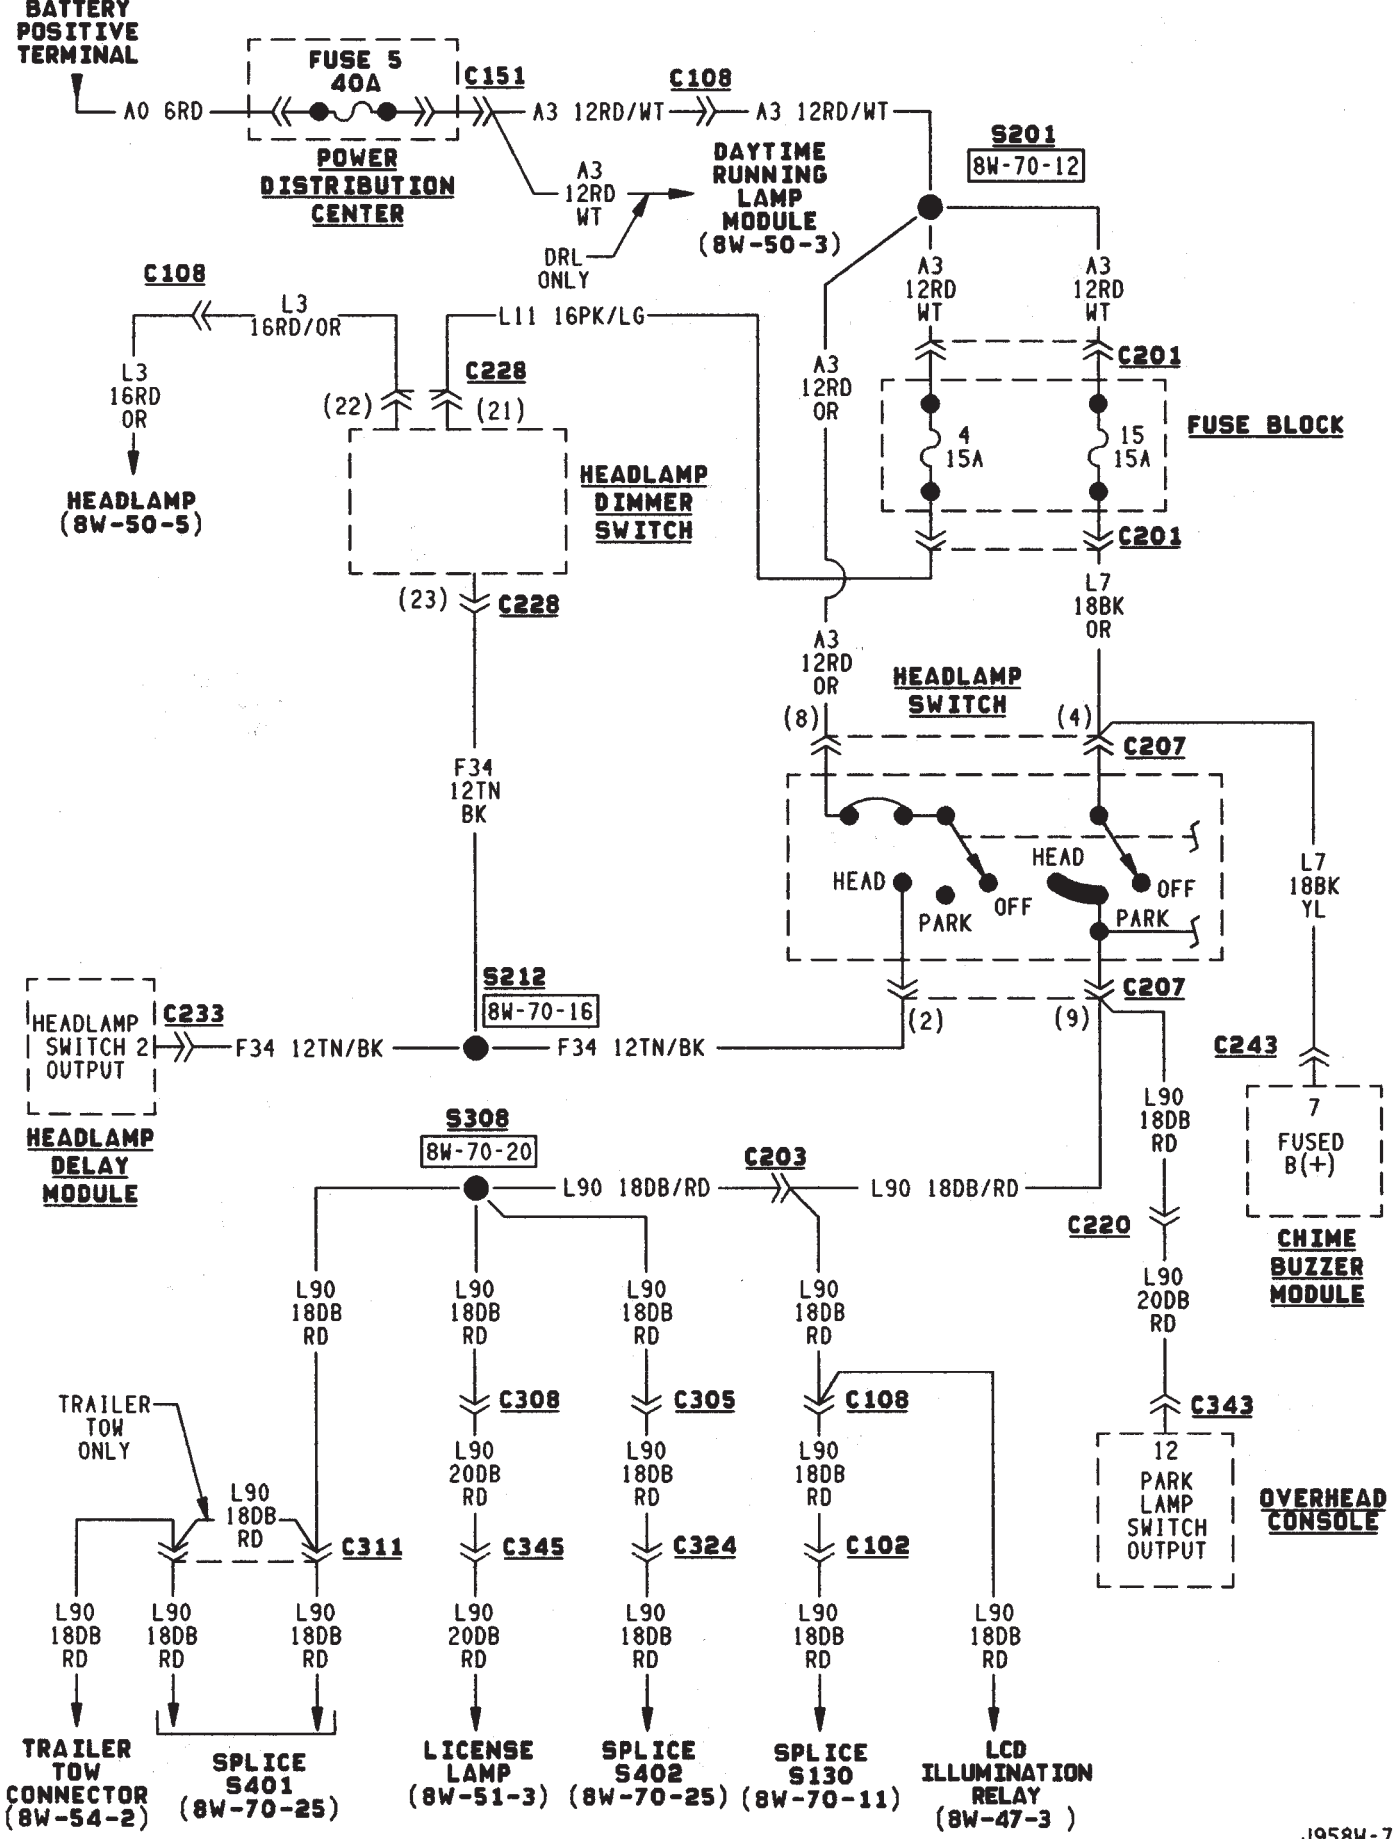 BATTERY
POSITIVE
TERMINAL
A0 6RD
FUSE 5
40A
POWER
DISTRIBUTION
CENTER
C151
A3 12RD/WT
C108
A3 12RD/WT
A3
12RD
WT
DRL
ONLY
DAYTIME
RUNNING
LAMP
MODULE
(8W-50-3)
S201
8W-70-12
C108
L3
16RD/OR
L3
16RD
OR
HEADLAMP
(8W-50-5)
L11 16PK/LG
C228
(22)
(21)
HEADLAMP
DIMMER
SWITCH
(23)
C228
A3
12RD
OR
A3
12RD
WT
A3
12RD
WT
C201
4
15A
15
15A
FUSE BLOCK
C201
L7
18BK
OR
A3
12RD
OR
HEADLAMP
SWITCH
(8)
(4)
C207
F34
12TN
BK
HEAD
PARK
OFF
HEAD
OFF
PARK
L7
18BK
YL
C207
(2)
(9)
S212
8W-70-16
HEADLAMP
SWITCH 2
OUTPUT
C233
F34 12TN/BK
F34 12TN/BK
HEADLAMP
DELAY
MODULE
C243
7
FUSED
B(+)
CHIME
BUZZER
MODULE
L90
18DB
RD
S308
8W-70-20
L90 18DB/RD
C203
L90 18DB/RD
C220
L90
20DB
RD
L90
18DB
RD
L90
18DB
RD
L90
18DB
RD
L90
18DB
RD
TRAILER
TOW
ONLY
C308
C305
C108
C343
L90
20DB
RD
L90
18DB
RD
L90
18DB
RD
12
PARK
LAMP
SWITCH
OUTPUT
OVERHEAD
CONSOLE
L90
18DB
RD
C311
C345
C324
C102
L90
18DB
RD
L90
18DB
RD
L90
18DB
RD
L90
20DB
RD
L90
18DB
RD
L90
18DB
RD
L90
18DB
RD
TRAILER
TOW
CONNECTOR
(8W-54-2)
SPLICE
S401
(8W-70-25)
LICENSE
LAMP
(8W-51-3)
SPLICE
S402
(8W-70-25)
SPLICE
S130
(8W-70-11)
LCD
ILLUMINATION
RELAY
(8W-47-3 )
J958W-7